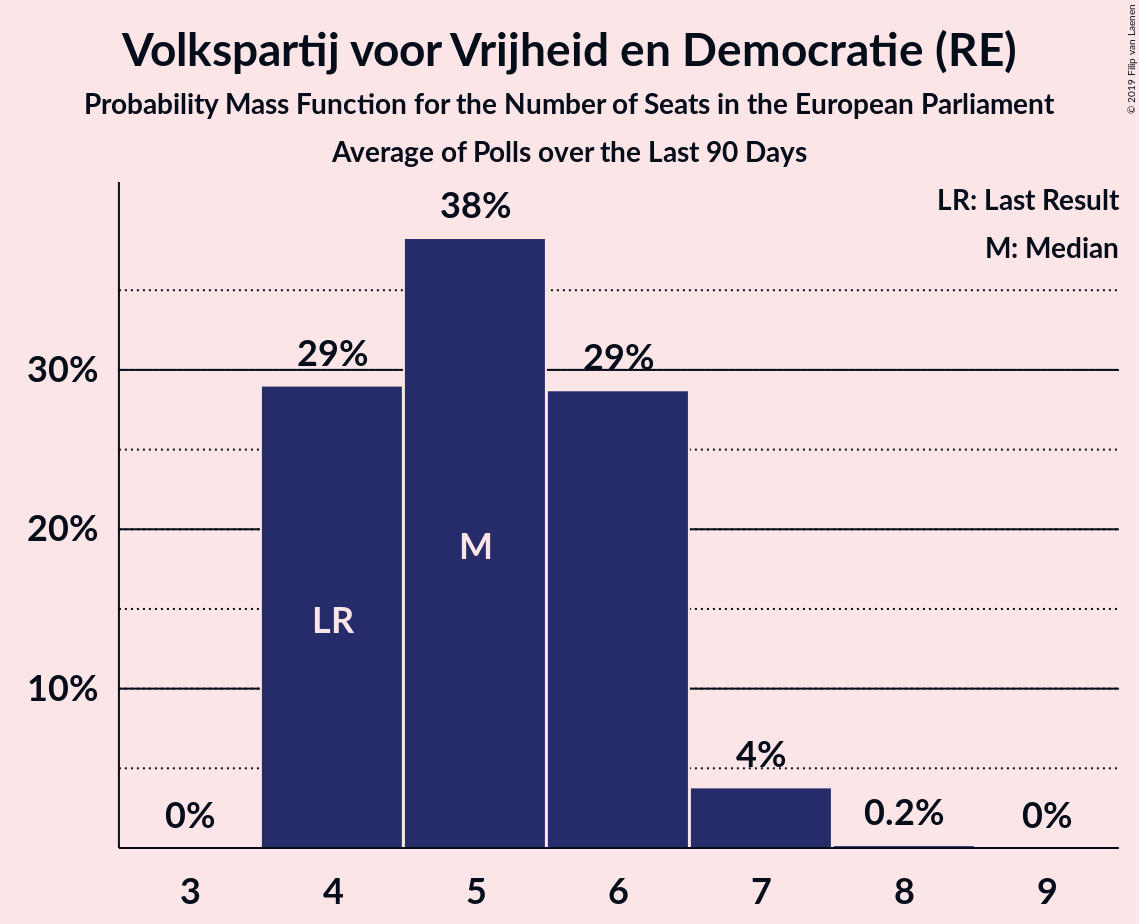 Volkspartij voor Vrijheid en Democratie (RE)
Probability Mass Function for the Number of Seats in the European Parliament
Average of Polls over the Last 90 Days
© 2019 Filip van Laenen
LR: Last Result
M: Median
38%
29%
29%
4%
0.2%
0%
0%
30%
20%
10%
LR
M
3
4
5
6
7
8
9